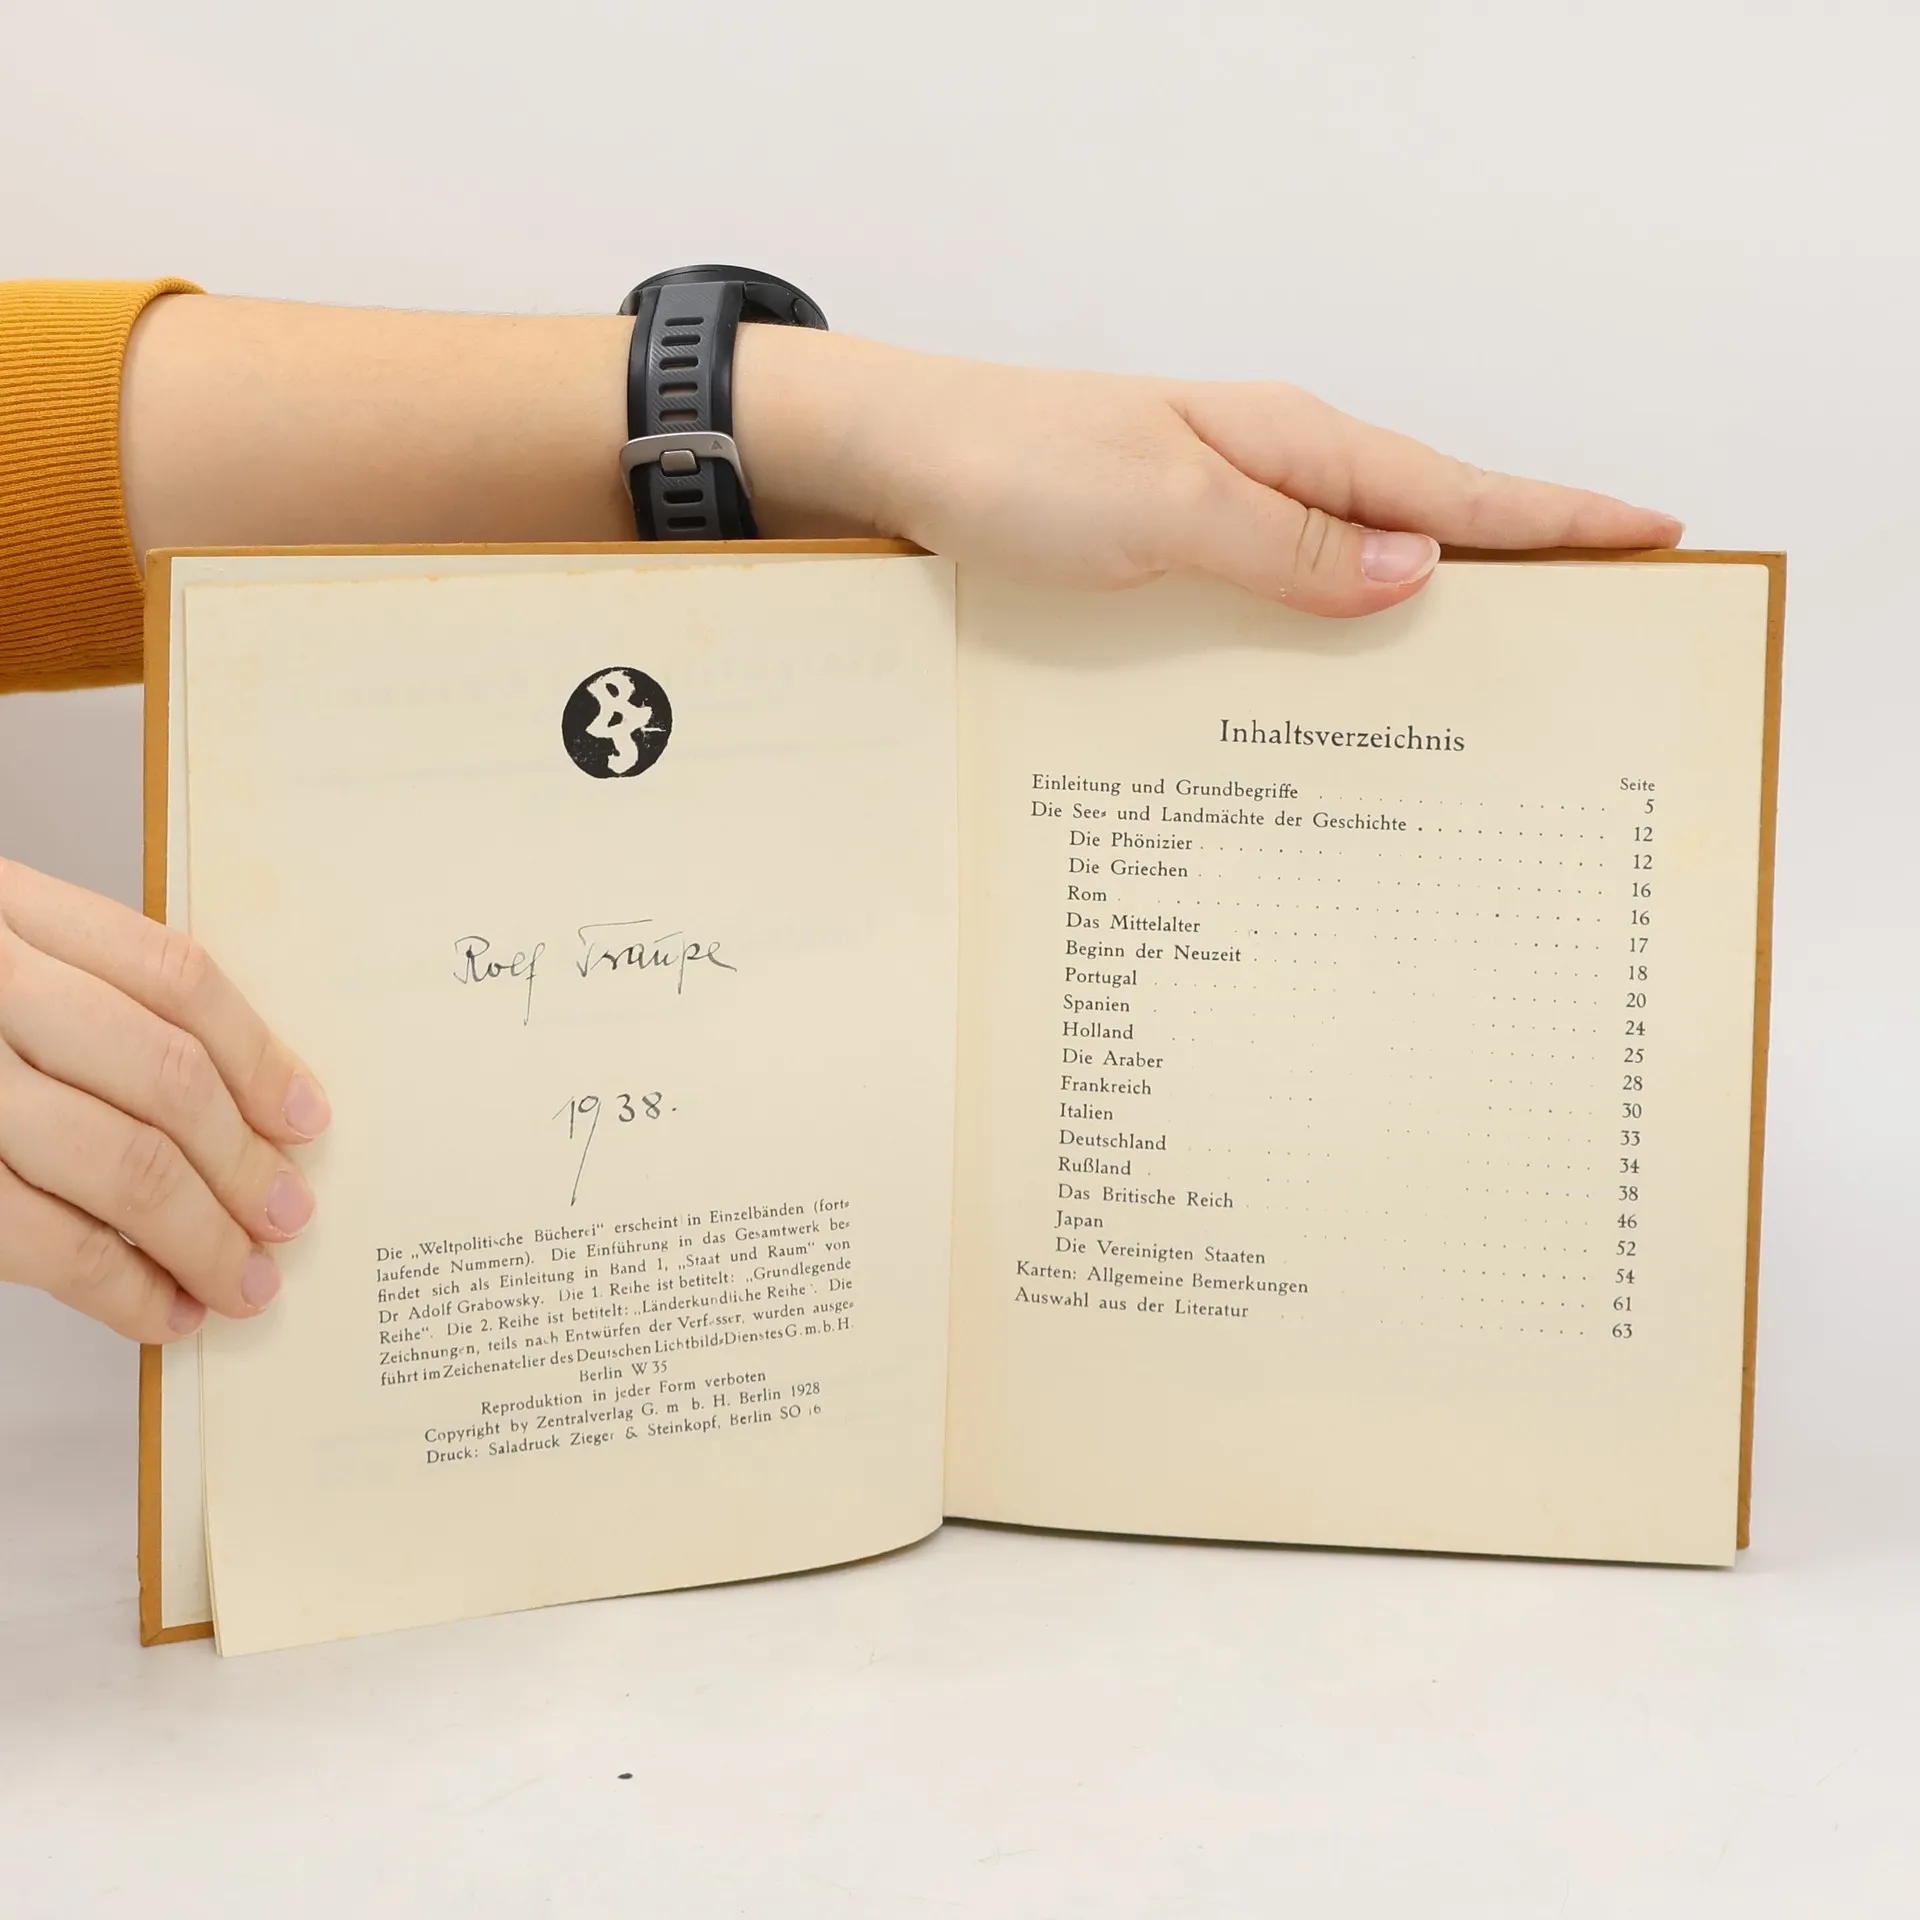 Rolf Traupe
1938.
Die „Weltpolitische Bücherei“ erscheint in Einzelbänden (fort-
laufende Nummern). Die Einführung in das Gesamtwerk be-
findet sich als Einleitung in Band 1, „Staat und Raum“ von
Dr Adolf Grabowsky. Die 1. Reihe ist betitelt: „Grundlegende
Reihe“. Die 2. Reihe ist betitelt: „Länderkundliche Reihe“. Die
Zeichnungen, teils nach Entwürfen der Verfasser, wurden ausge-
führt im Zeichenatelier des Deutschen Lichtbild-Dienstes G. m. b. H.
Berlin W 35
Reproduktion in jeder Form verboten
Copyright by Zentralverlag G. m b. H. Berlin 1928
Druck: Saladruck Zieger & Steinkopf, Berlin SO 16
Inhaltsverzeichnis
Seite
Einleitung und Grundbegriffe . . . . . . . . . . 5
Die See- und Landmächte der Geschichte . . . . . . . . . . 12
Die Phönizier . . . . . . . . . . 12
Die Griechen . . . . . . . . . . 16
Rom . . . . . . . . . . 16
Das Mittelalter . . . . . . . . . . 17
Beginn der Neuzeit . . . . . . . . . . 18
Portugal . . . . . . . . . . 20
Spanien . . . . . . . . . . 24
Holland . . . . . . . . . . 25
Die Araber . . . . . . . . . . 28
Frankreich . . . . . . . . . . 30
Italien . . . . . . . . . . 33
Deutschland . . . . . . . . . . 34
Rußland . . . . . . . . . . 38
Das Britische Reich . . . . . . . . . . 46
Japan . . . . . . . . . . 52
Die Vereinigten Staaten . . . . . . . . . . 54
Karten: Allgemeine Bemerkungen . . . . . . . . . . 61
Auswahl aus der Literatur . . . . . . . . . . 63